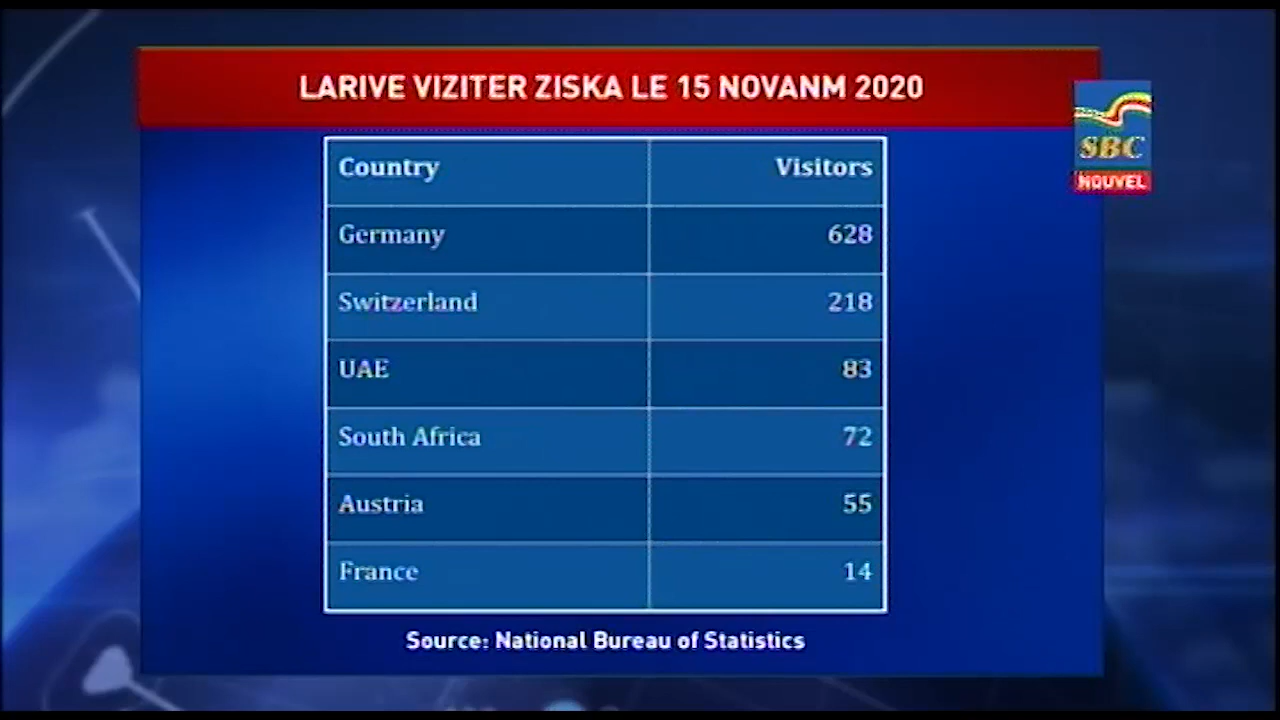 LARIVE VIZITER ZISKA LE 15 NOVANM 2020
SBC
NOUVEL
Country Visitors
Germany 628
Switzerland 218
UAE 83
South Africa 72
Austria 55
France 14
Source: National Bureau of Statistics